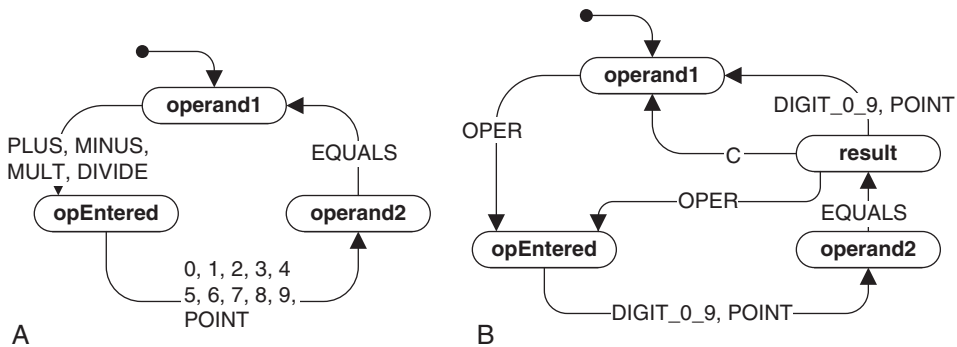 operand1
PLUS, MINUS,
MULT, DIVIDE
EQUALS
opEntered
operand2
0, 1, 2, 3, 4
5, 6, 7, 8, 9,
POINT
A
operand1
DIGIT_0_9, POINT
OPER
C
result
OPER
EQUALS
opEntered
operand2
DIGIT_0_9, POINT
B